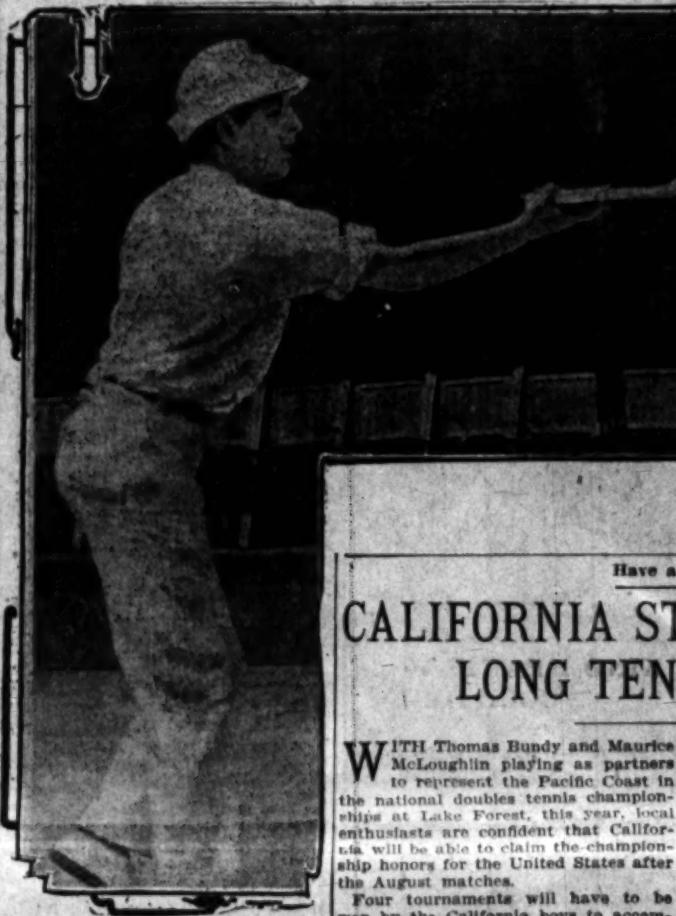 Have a
CALIFORNIA ST
LONG TEN
WITH Thomas Bundy and Maurice
McLoughlin playing as partners
to represent the Pacific Coast in
the national doubles tennis champion-
ships at Lake Forest, this year, local
enthusiasts are confident that Califor-
nia will be able to claim the champion-
ship honors for the United States after
the August matches.
Four tournaments will have to be
by the California